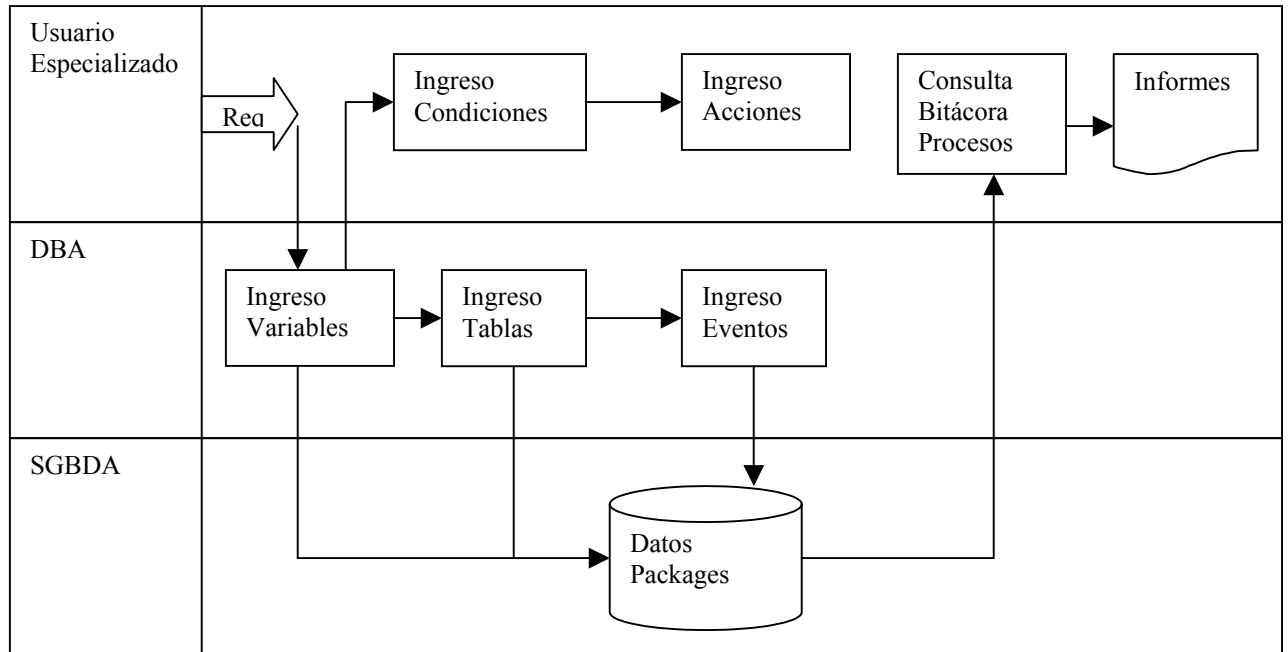 Usuario
Especializado
Req
Ingreso
Condiciones
Ingreso
Acciones
Consulta
Bitácora
Procesos
Informes
DBA
Ingreso
Variables
Ingreso
Tablas
Ingreso
Eventos
SGBDA
Datos
Packages